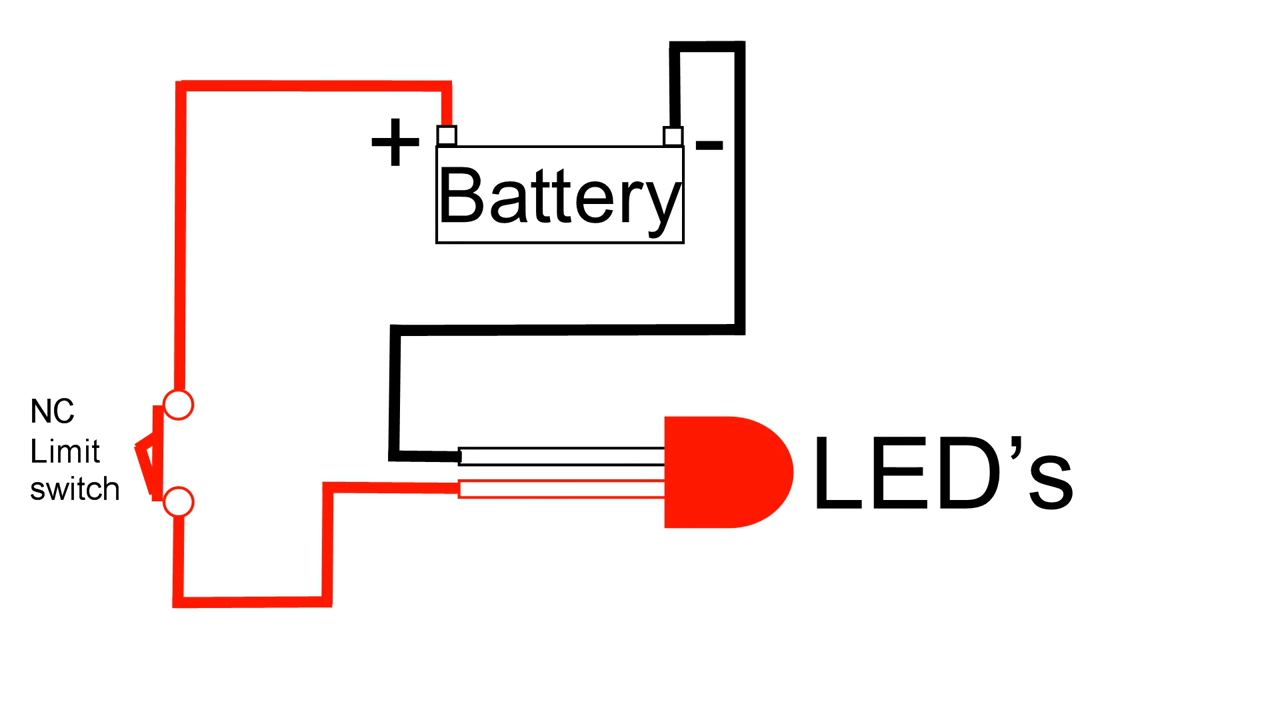 +
-
Battery
NC
Limit
switch
LED’s